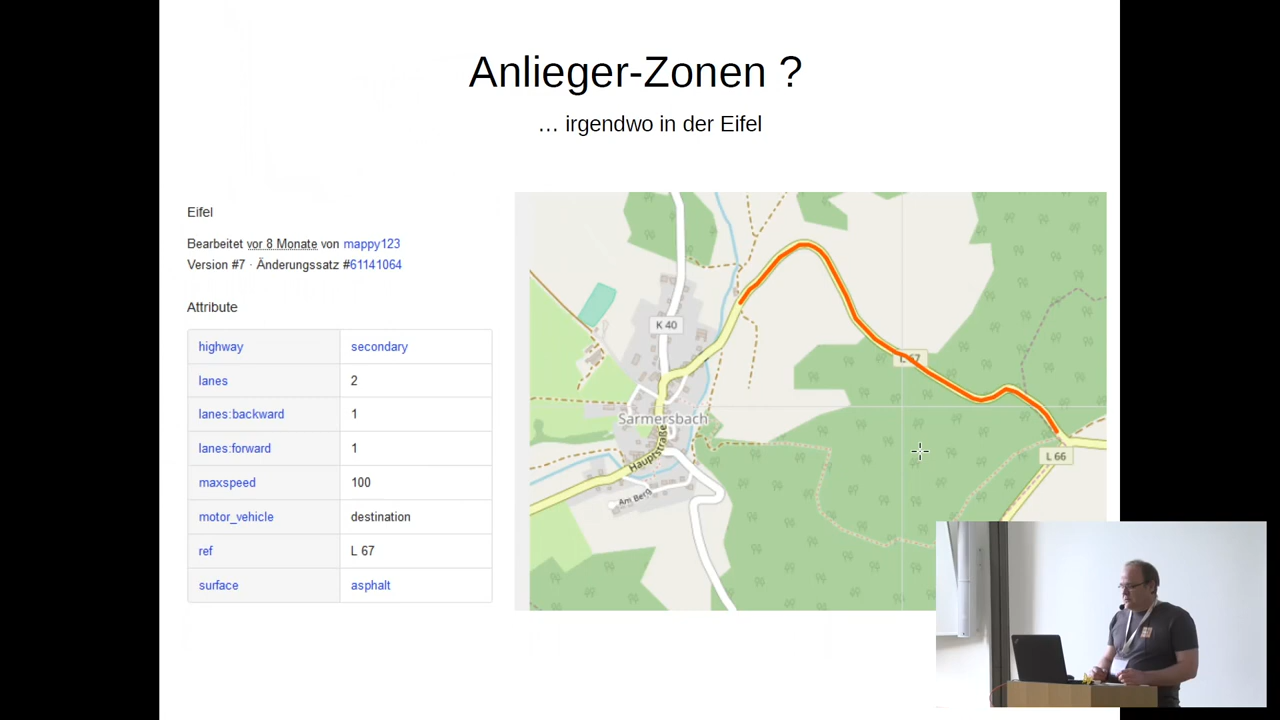 Anlieger-Zonen ?
… irgendwo in der Eifel
Eifel
Bearbeitet vor 8 Monate von mappy123
Version #7 · Änderungssatz #61141064
Attribute
highway secondary
lanes 2
lanes:backward 1
lanes:forward 1
maxspeed 100
motor_vehicle destination
ref L 67
surface asphalt
K 40
L 67
Sarmersbach
Hauptstraße
L 66
Am Berg